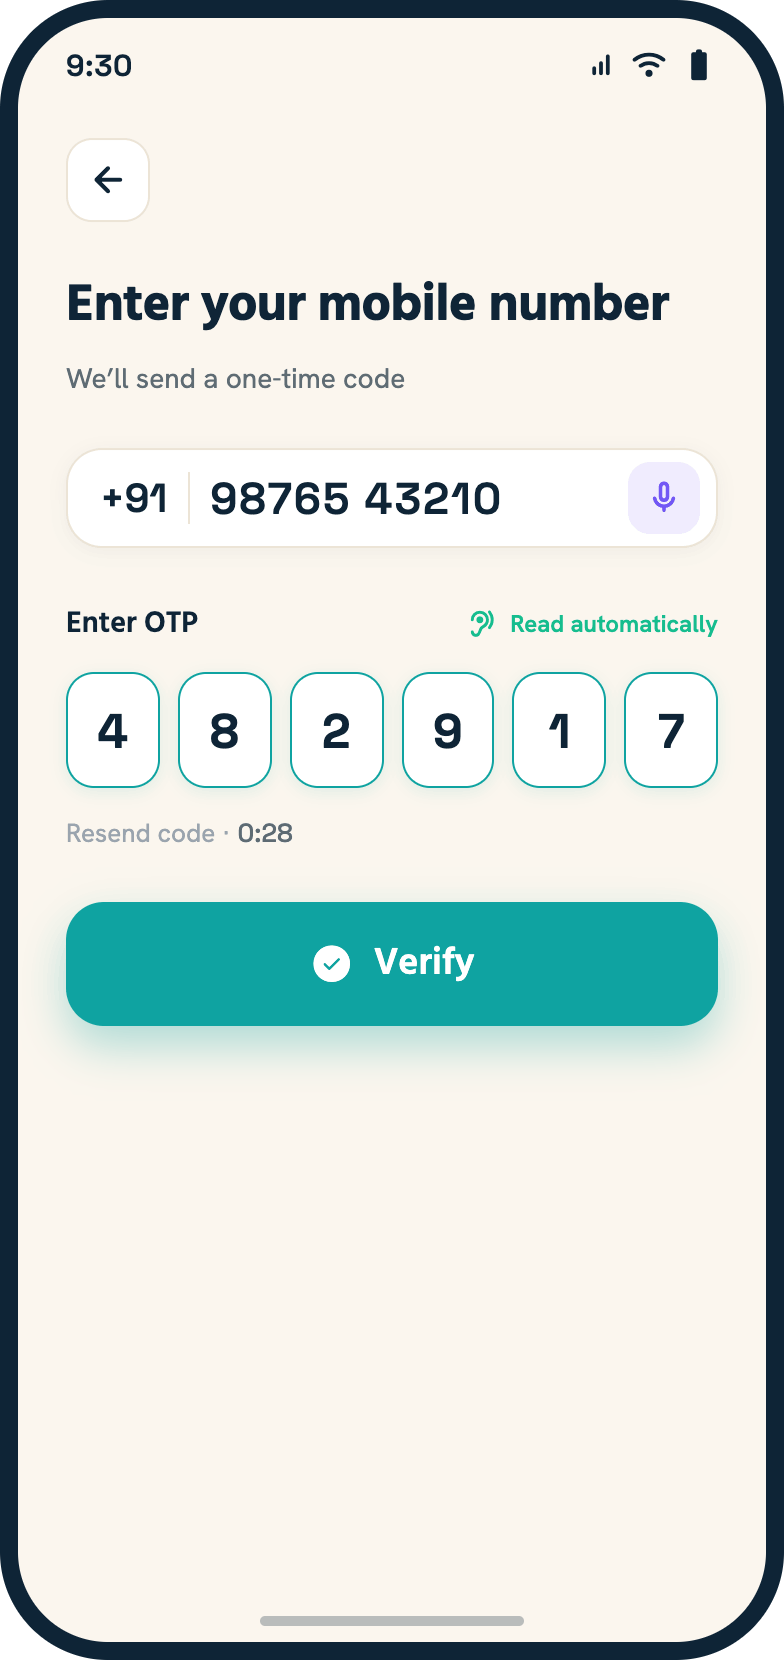 9:30
Enter your mobile number
We’ll send a one-time code
+91 98765 43210
Enter OTP Read automatically
4 8 2 9 1 7
Resend code · 0:28
Verify